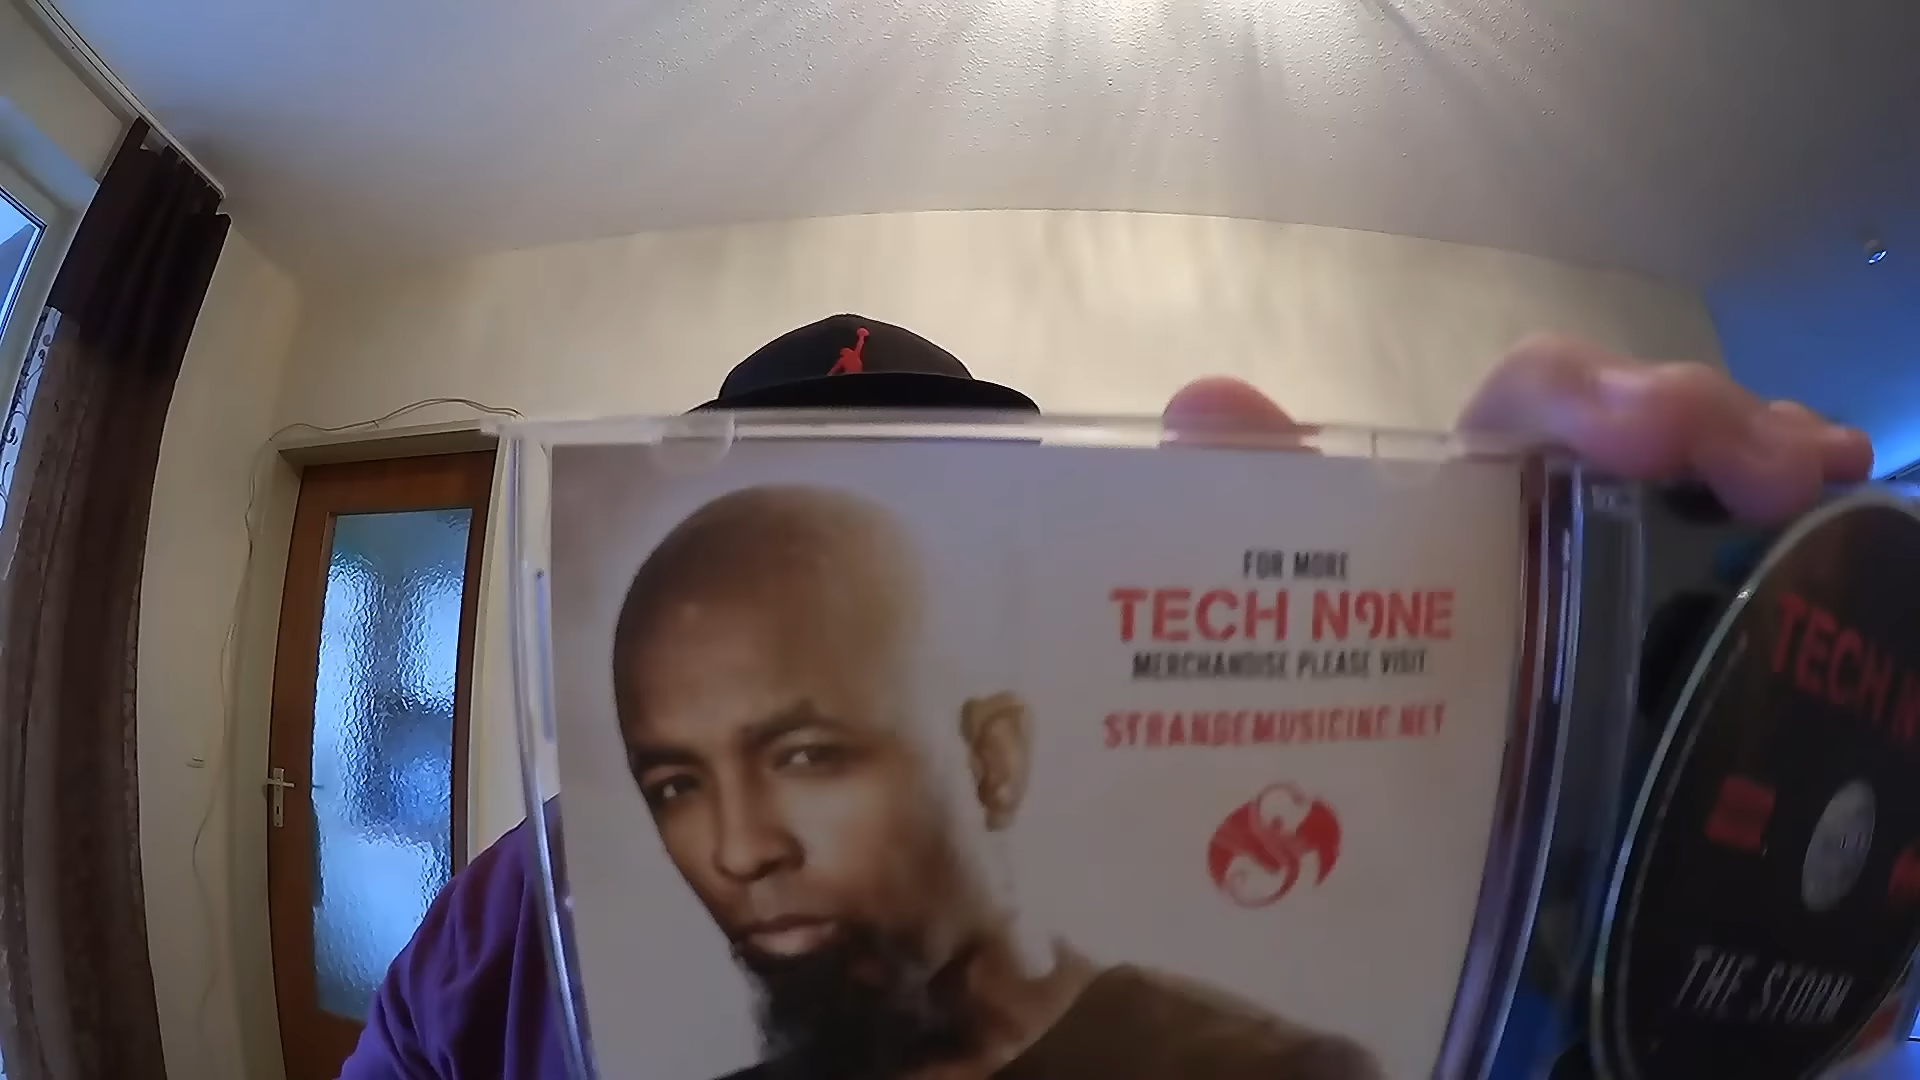 FOR MORE
TECH N9NE
MERCHANDISE PLEASE VISIT
STRANGEMUSICINC.NET
TECH N
THE STORM